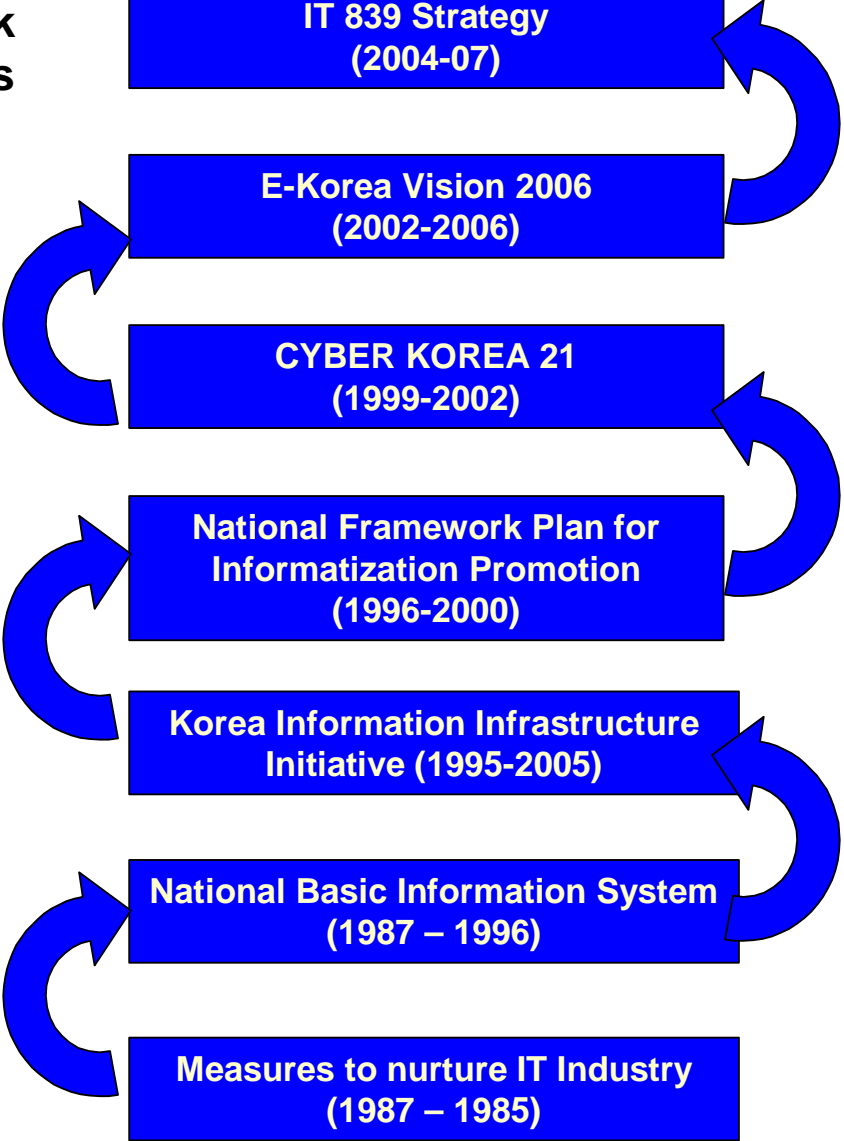 k
s
IT 839 Strategy
(2004-07)
E-Korea Vision 2006
(2002-2006)
CYBER KOREA 21
(1999-2002)
National Framework Plan for
Informatization Promotion
(1996-2000)
Korea Information Infrastructure
Initiative (1995-2005)
National Basic Information System
(1987 – 1996)
Measures to nurture IT Industry
(1987 – 1985)